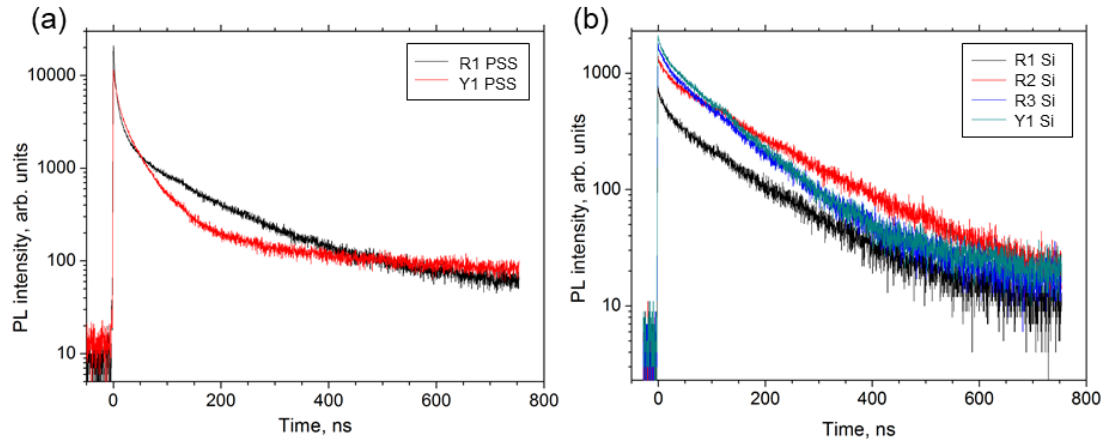 (a)
R1 PSS
Y1 PSS
10000
1000
100
10
PL intensity, arb. units
0
200
400
600
800
Time, ns
(b)
R1 Si
R2 Si
R3 Si
Y1 Si
1000
100
10
PL intensity, arb. units
0
200
400
600
800
Time, ns